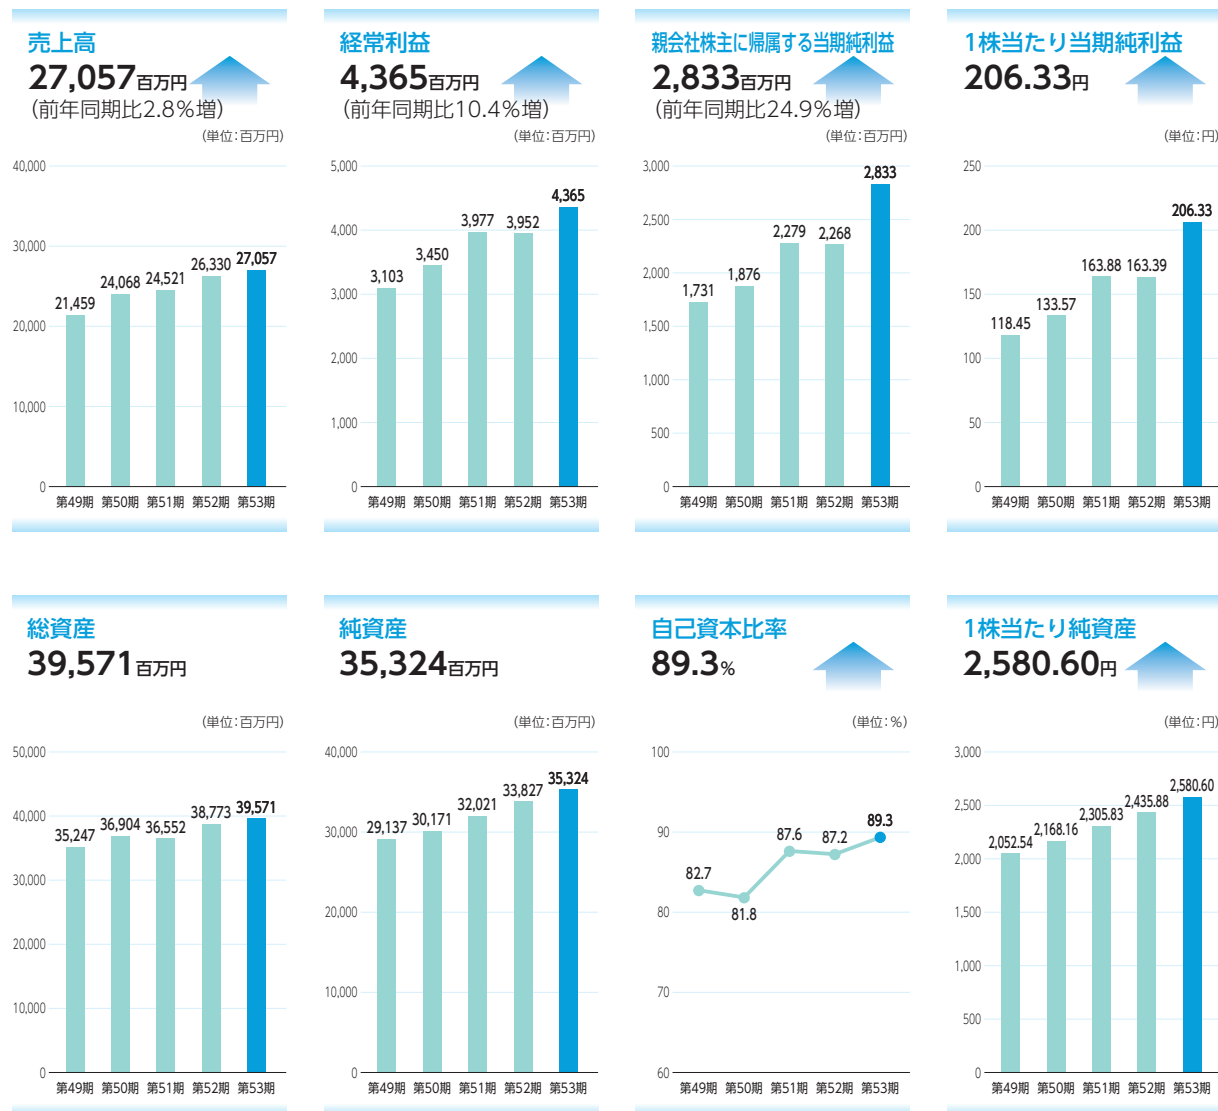 売上高
27,057百万円
（前年同期比2.8％増）
（単位：百万円）
40,000
30,000
20,000
10,000
0
21,459
24,068
24,521
26,330
27,057
第49期 第50期 第51期 第52期 第53期
経常利益
4,365百万円
（前年同期比10.4％増）
（単位：百万円）
5,000
4,000
3,000
2,000
1,000
0
3,103
3,450
3,977
3,952
4,365
第49期 第50期 第51期 第52期 第53期
親会社株主に帰属する当期純利益
2,833百万円
（前年同期比24.9％増）
（単位：百万円）
3,000
2,500
2,000
1,500
1,000
500
0
1,731
1,876
2,279
2,268
2,833
第49期 第50期 第51期 第52期 第53期
1株当たり当期純利益
206.33円
（単位：円）
250
200
150
100
50
0
118.45
133.57
163.88
163.39
206.33
第49期 第50期 第51期 第52期 第53期
総資産
39,571百万円
（単位：百万円）
50,000
40,000
30,000
20,000
10,000
0
35,247
36,904
36,552
38,773
39,571
第49期 第50期 第51期 第52期 第53期
純資産
35,324百万円
（単位：百万円）
40,000
30,000
20,000
10,000
0
29,137
30,171
32,021
33,827
35,324
第49期 第50期 第51期 第52期 第53期
自己資本比率
89.3％
（単位：％）
100
90
80
70
60
82.7
81.8
87.6
87.2
89.3
第49期 第50期 第51期 第52期 第53期
1株当たり純資産
2,580.60円
（単位：円）
3,000
2,500
2,000
1,500
1,000
500
0
2,052.54
2,168.16
2,305.83
2,435.88
2,580.60
第49期 第50期 第51期 第52期 第53期